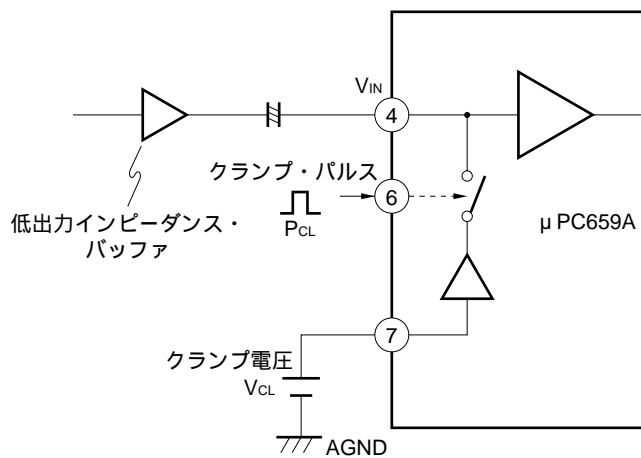 VIN
4
クランプ・パルス
6
PCL
低出力インピーダンス・
バッファ
μ PC659A
7
クランプ電圧
VCL
AGND